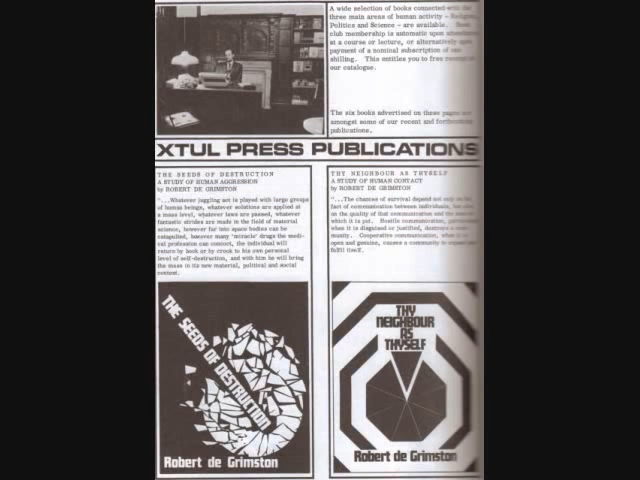 A wide selection of books connected with the
three main areas of human activity - Religion,
Politics and Science - are available. Book
club membership is automatic upon attendance
at a course or lecture, or alternatively upon
payment of a nominal subscription of one
shilling. This entitles you to free receipt of
our catalogue.
The six books advertised on these pages are
amongst some of our recent and forthcoming
publications.
XTUL PRESS PUBLICATIONS
THE SEEDS OF DESTRUCTION
A STUDY OF HUMAN AGGRESSION
by ROBERT DE GRIMSTON
"...Whatever juggling act is played with large groups
of human beings, whatever solutions are applied at
a mass level, whatever laws are passed, whatever
fantastic strides are made in the field of material
science, however far into space bodies can be
catapulted, however many 'miracle' drugs the medi-
cal profession can concoct, the individual will
return by hook or by crook to his own personal
level of self-destruction, and with him he will bring
the mass in its new material, political and social
context.
THE SEEDS OF DESTRUCTION
Robert de Grimston
THY NEIGHBOUR AS THYSELF
A STUDY OF HUMAN CONTACT
by ROBERT DE GRIMSTON
"...The chances of survival depend not only on the
fact of communication between individuals, but also
on the quality of that communication and the
which it is put. Hostile communication,
when it is disguised or justified, destroys a
munity. Cooperative communication, when it is
open and genuine, causes a community to expand and
fulfil itself.
THY
NEIGHBOUR
AS
THYSELF
Robert de Grimston